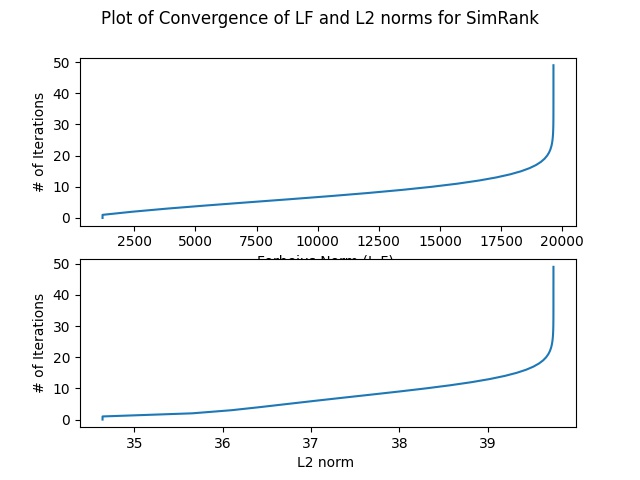 Plot of Convergence of LF and L2 norms for SimRank
50
40
30
20
10
0
# of Iterations
2500 5000 7500 10000 12500 15000 17500 20000
50
40
30
20
10
0
# of Iterations
35 36 37 38 39
L2 norm